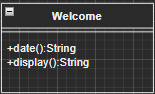 Welcome
+date():String
+display():String